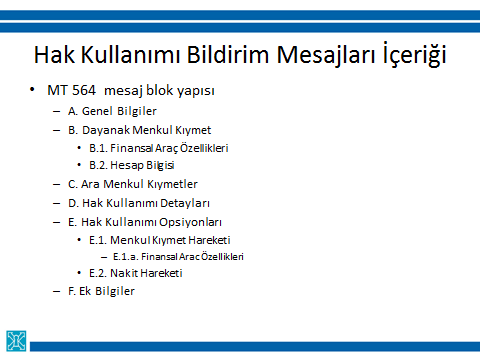 Hak Kullanımı Bildirim Mesajları İçeriği
• MT 564 mesaj blok yapısı
– A. Genel Bilgiler
– B. Dayanak Menkul Kıymet
• B.1. Finansal Araç Özellikleri
• B.2. Hesap Bilgisi
– C. Ara Menkul Kıymetler
– D. Hak Kullanımı Detayları
– E. Hak Kullanımı Opsiyonları
• E.1. Menkul Kıymet Hareketi
– E.1.a. Finansal Arac Özellikleri
• E.2. Nakit Hareketi
– F. Ek Bilgiler